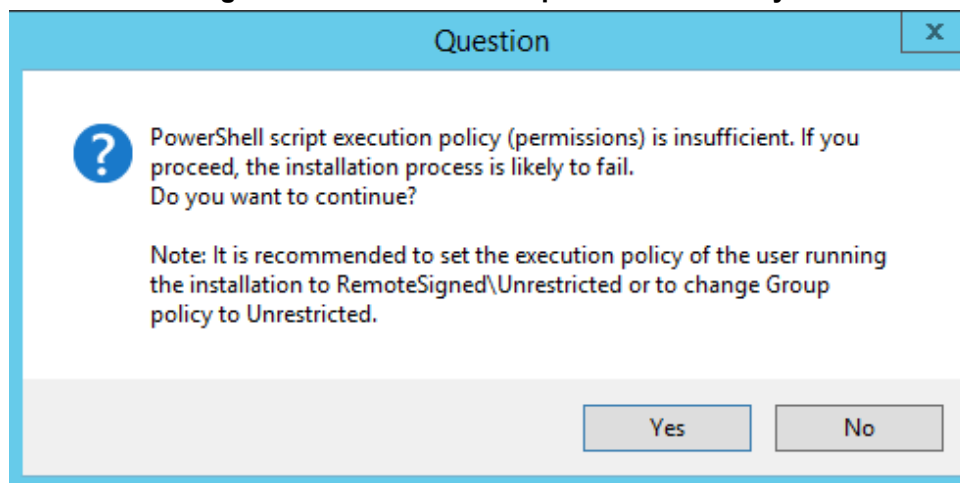 Question
X
PowerShell script execution policy (permissions) is insufficient. If you
proceed, the installation process is likely to fail.
Do you want to continue?
Note: It is recommended to set the execution policy of the user running
the installation to RemoteSigned\Unrestricted or to change Group
policy to Unrestricted.
Yes
No